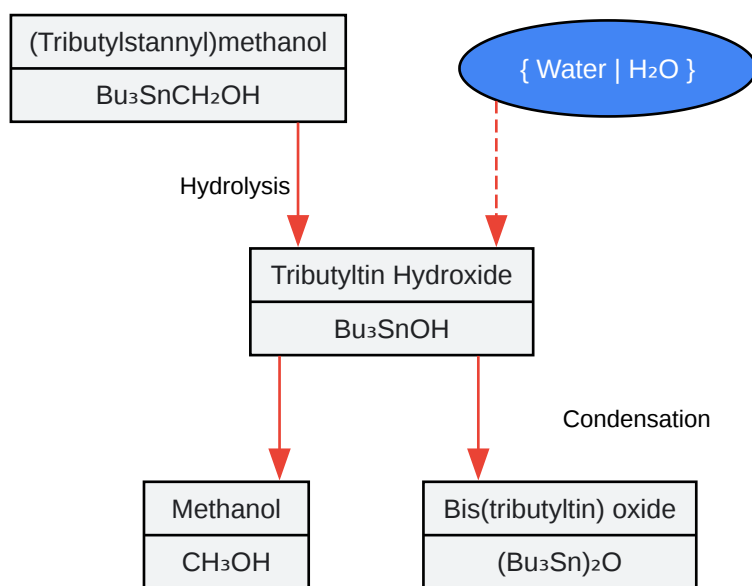 (Tributylstannyl)methanol
Bu₃SnCH₂OH
{ Water | H₂O }
Hydrolysis
Tributyltin Hydroxide
Bu₃SnOH
Condensation
Methanol
CH₃OH
Bis(tributyltin) oxide
(Bu₃Sn)₂O